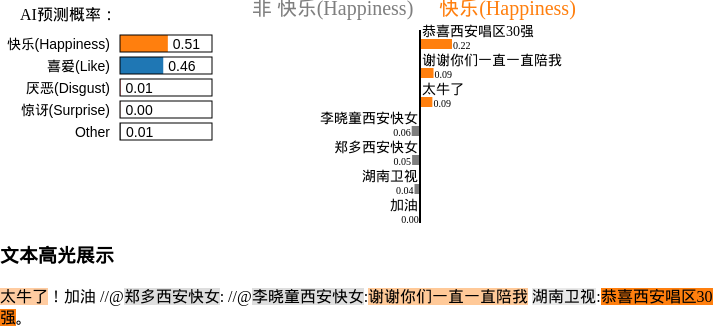 AI预测概率：
快乐(Happiness) 0.51
喜爱(Like) 0.46
厌恶(Disgust) 0.01
惊讶(Surprise) 0.00
Other 0.01
非 快乐(Happiness) 快乐(Happiness)
恭喜西安唱区30强
0.22
谢谢你们一直一直陪我
0.09
太牛了
0.09
李晓童西安快女
0.06
郑多西安快女
0.05
湖南卫视
0.04
加油
0.00
文本高光展示
太牛了！加油 //@郑多西安快女: //@李晓童西安快女:谢谢你们一直一直陪我 湖南卫视:恭喜西安唱区30
强。